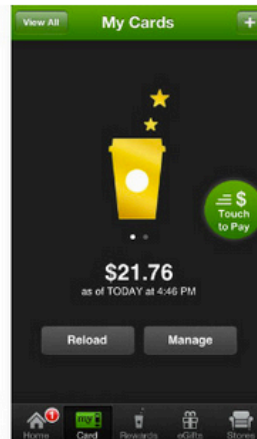 View All
My Cards
+
$
Touch
to Pay
$21.76
as of TODAY at 4:46 PM
Reload
Manage
1
my
Home
Card
Rewards
eGifts
Stores